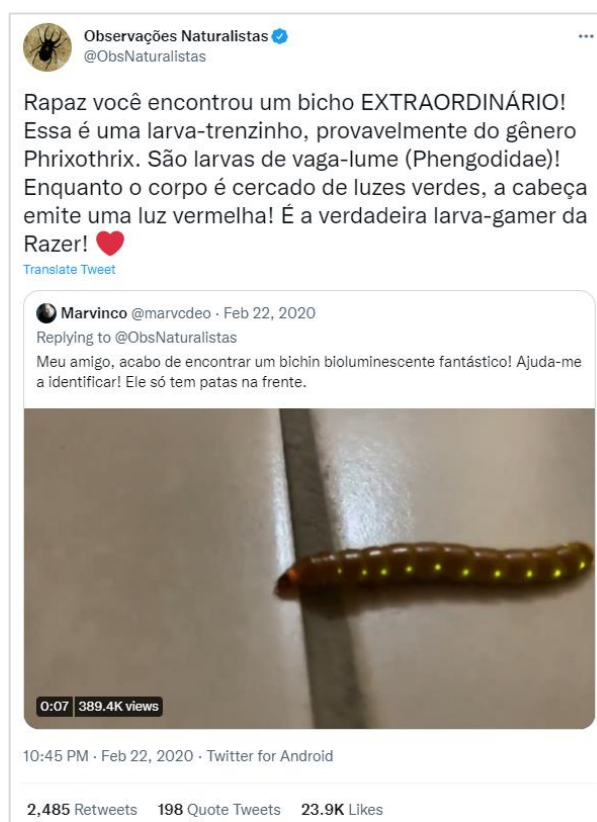 Observações Naturalistas
@ObsNaturalistas
Rapaz você encontrou um bicho EXTRAORDINÁRIO!
Essa é uma larva-trenzinho, provavelmente do gênero
Phrixothrix. São larvas de vaga-lume (Phengodidae)!
Enquanto o corpo é cercado de luzes verdes, a cabeça
emite uma luz vermelha! É a verdadeira larva-gamer da
Razer! ❤️
Translate Tweet
Marvinco @marvcdeo · Feb 22, 2020
Replying to @ObsNaturalistas
Meu amigo, acabo de encontrar um bichin bioluminescente fantástico! Ajuda-me
a identificar! Ele só tem patas na frente.
0:07 389.4K views
10:45 PM · Feb 22, 2020 · Twitter for Android
2,485 Retweets 198 Quote Tweets 23.9K Likes